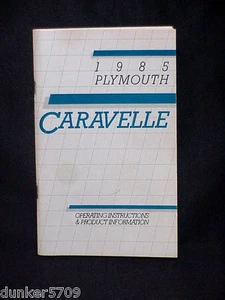 1985
PLYMOUTH
CARAVELLE
OPERATING INSTRUCTIONS
& PRODUCT INFORMATION
dunker5709